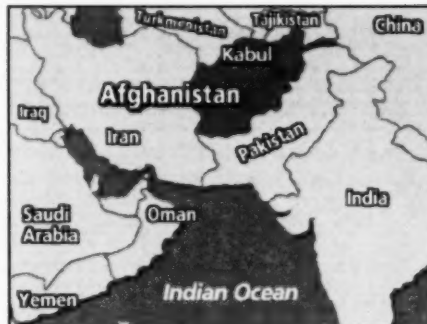 Turkmenistan
Tajikistan
China
Kabul
Afghanistan
Iraq
Iran
Pakistan
India
Saudi
Arabia
Oman
Yemen
Indian Ocean